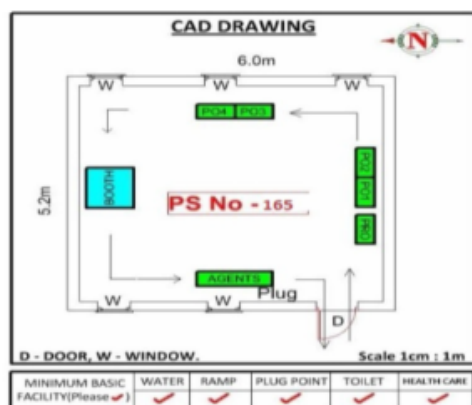 CAD DRAWING
N
6.0m
W W W
PO4 PO3
5.2m
BOOTH
PO2
PO1
PRO
PS No - 165
AGENTS
Plug
W W
D
D - DOOR, W - WINDOW. Scale 1cm : 1m
MINIMUM BASIC FACILITY(Please ✓) WATER RAMP PLUG POINT TOILET HEALTH CARE
✓ ✓ ✓ ✓ ✓